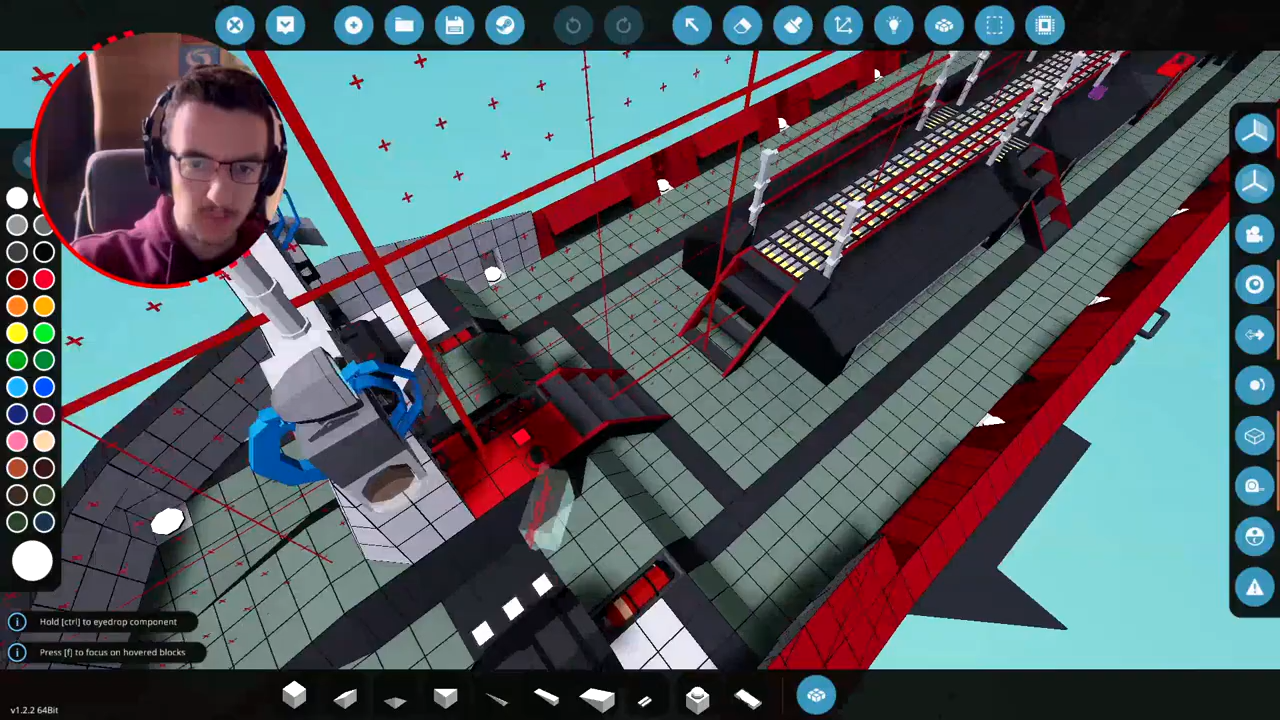 Hold [ctrl] to eyedrop component
Press [f] to focus on hovered blocks
v1.2.2 64Bit